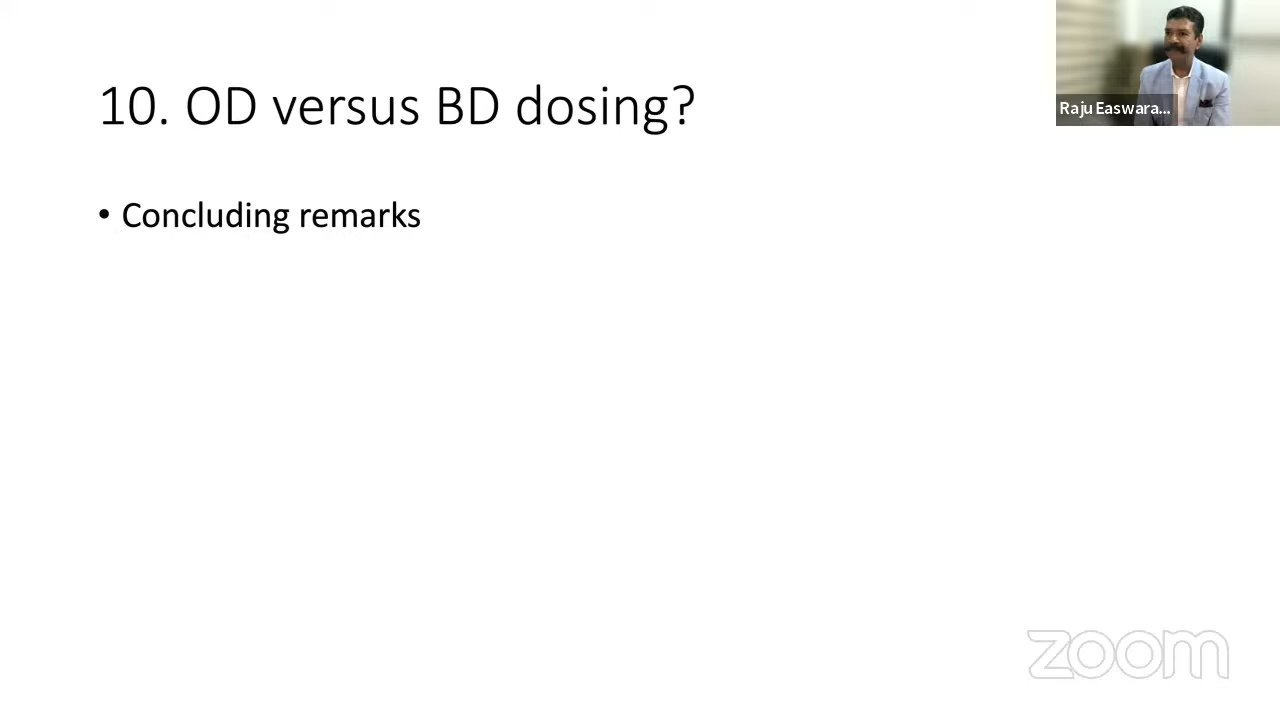 10. OD versus BD dosing?
• Concluding remarks
Raju Easwara...
zoom